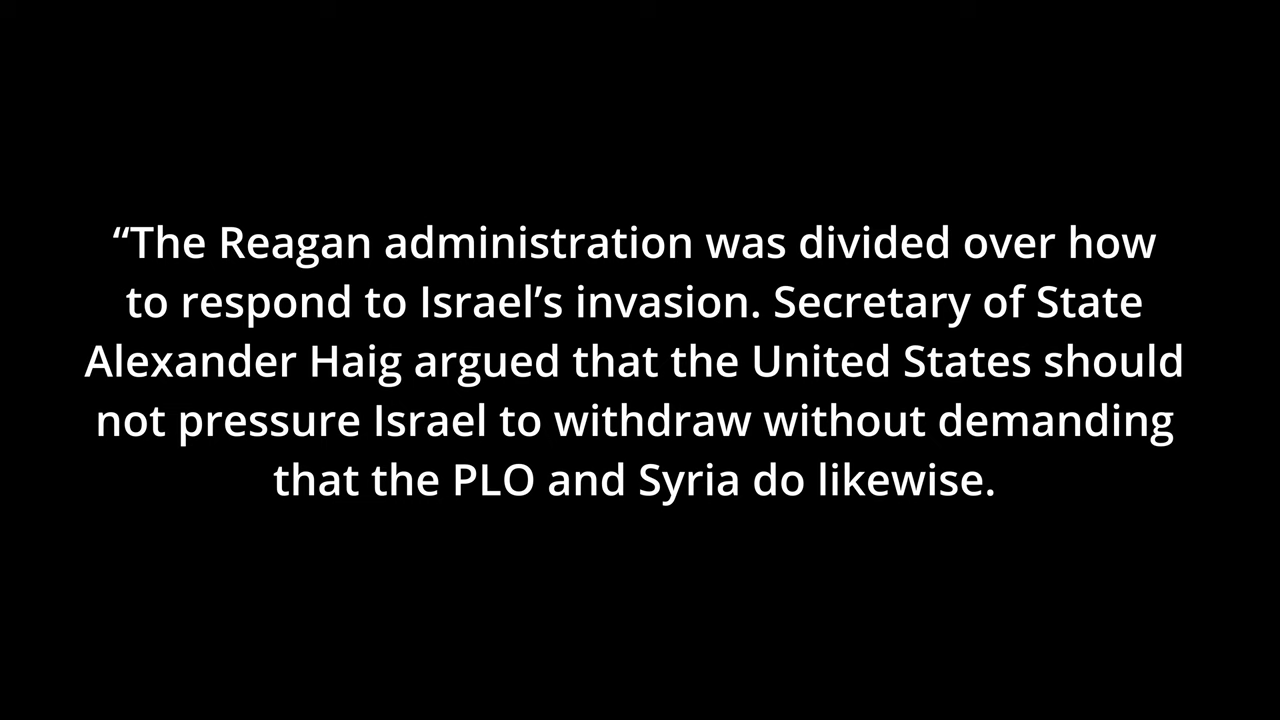 “The Reagan administration was divided over how
to respond to Israel’s invasion. Secretary of State
Alexander Haig argued that the United States should
not pressure Israel to withdraw without demanding
that the PLO and Syria do likewise.